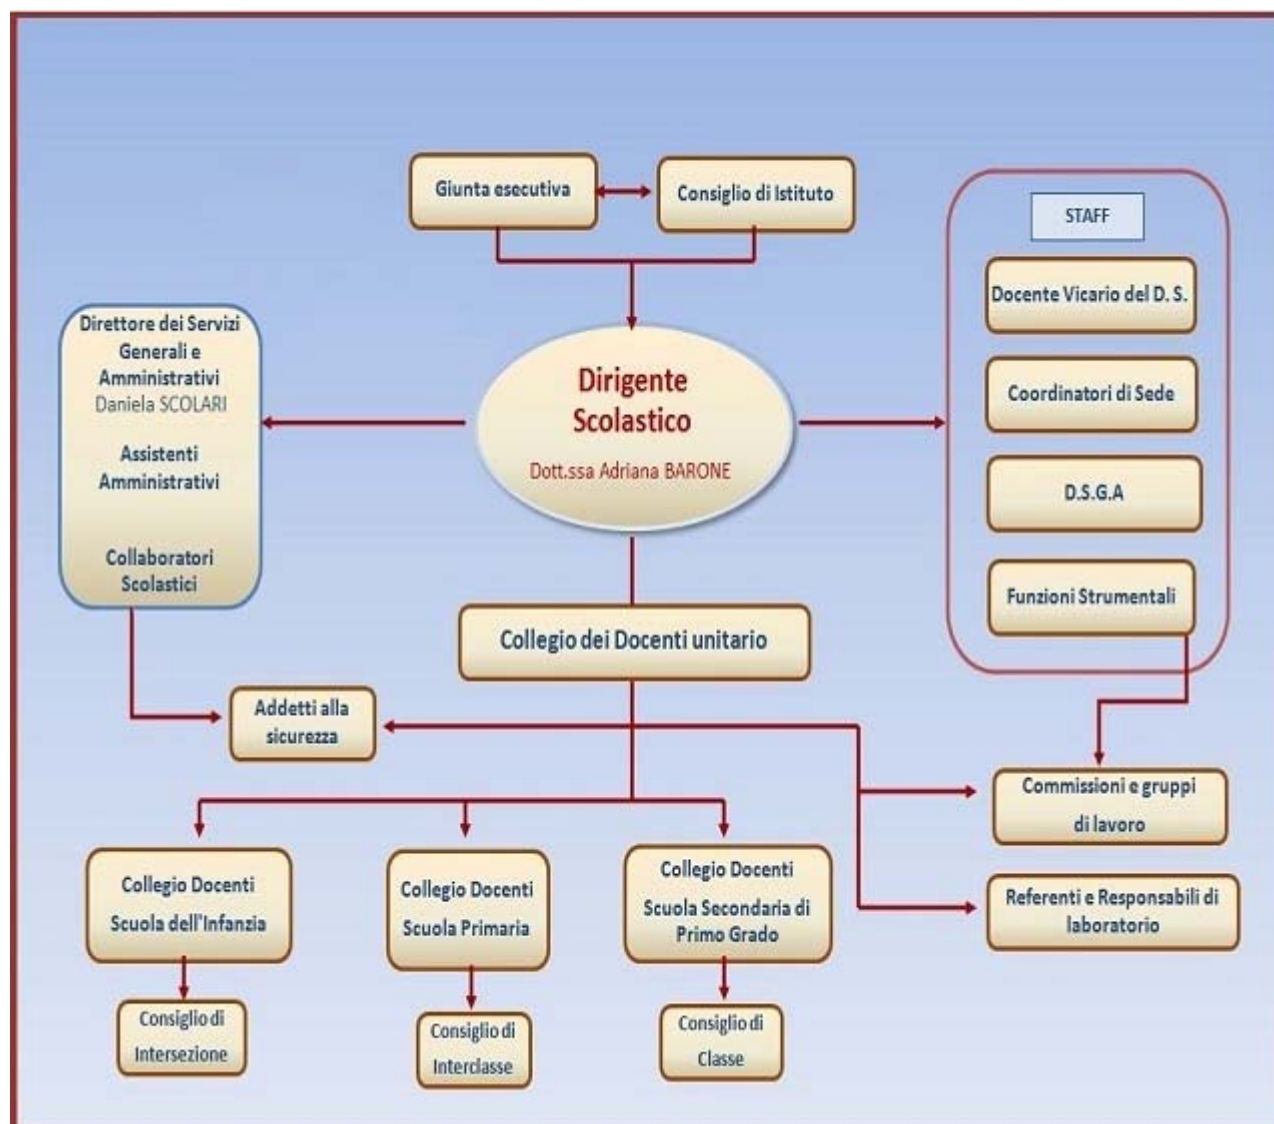 Giunta esecutiva
Consiglio di Istituto
STAFF
Docente Vicario del D. S.
Coordinatori di Sede
D.S.G.A
Funzioni Strumentali
Direttore dei Servizi
Generali e
Amministrativi
Daniela SCOLARI
Assistenti
Amministrativi
Collaboratori
Scolastici
Dirigente
Scolastico
Dott.ssa Adriana BARONE
Collegio dei Docenti unitario
Addetti alla
sicurezza
Commissioni e gruppi
di lavoro
Referenti e Responsabili di
laboratorio
Collegio Docenti
Scuola dell'Infanzia
Collegio Docenti
Scuola Primaria
Collegio Docenti
Scuola Secondaria di
Primo Grado
Consiglio di
Intersezione
Consiglio di
Interclasse
Consiglio di
Classe